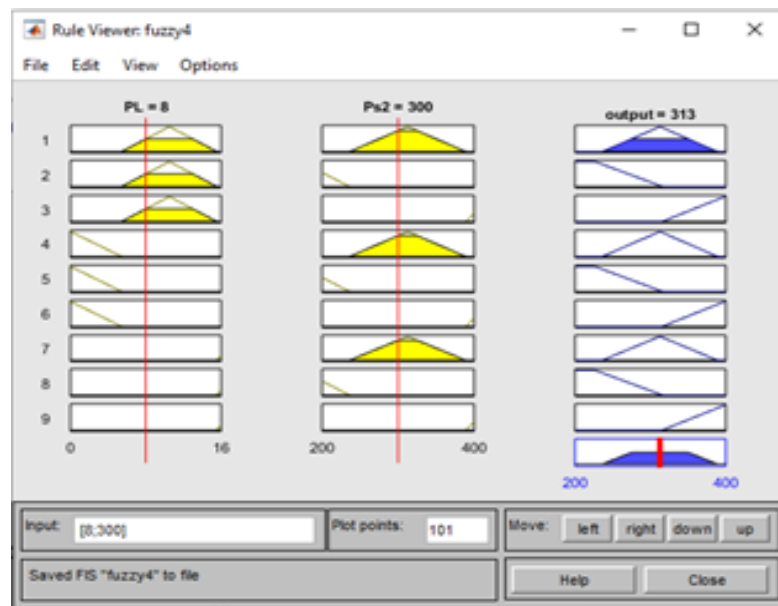 Rule Viewer: fuzzy4
File Edit View Options
PL = 8 Ps2 = 300 output = 313
1
2
3
4
5
6
7
8
9
0 16 200 400
200 400
Input: [8;300] Plot points: 101 Move: left right down up
Saved FIS "fuzzy4" to file Help Close